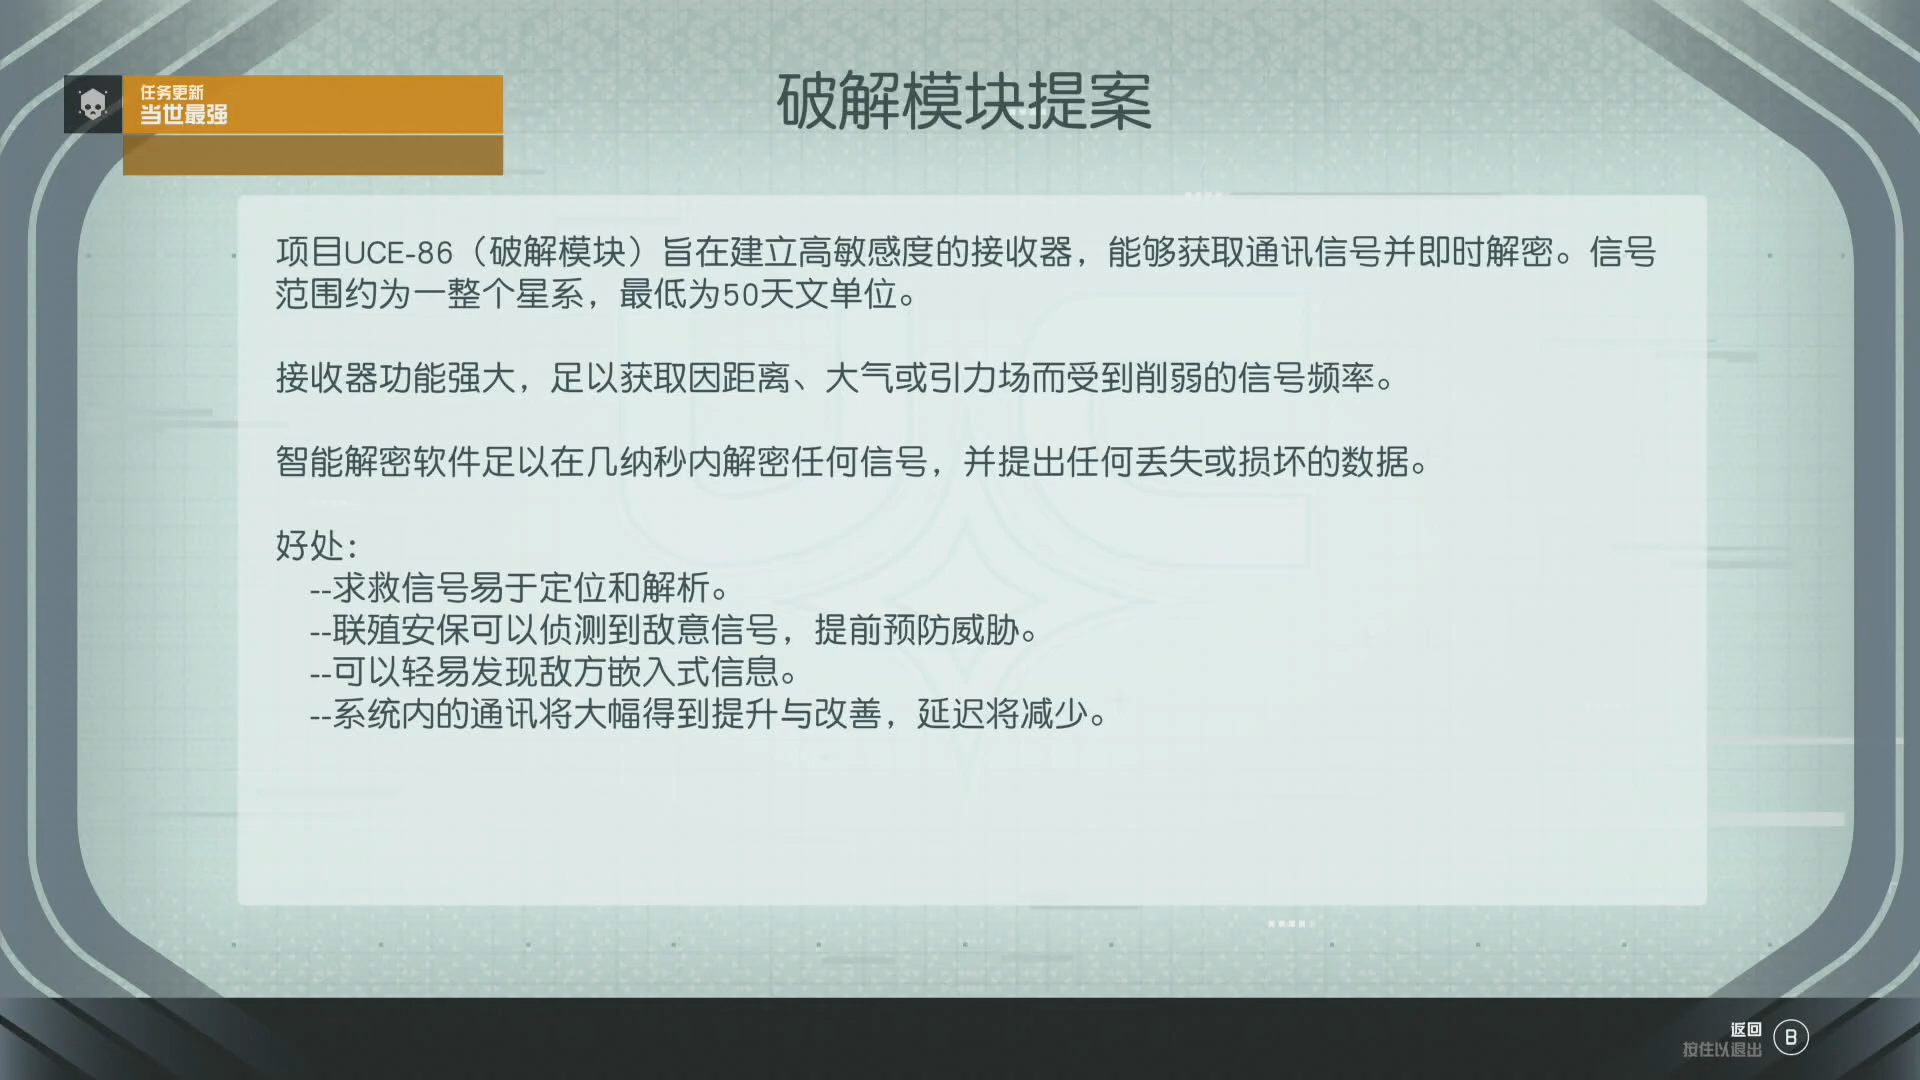 任务更新
当世最强
破解模块提案
项目UCE-86（破解模块）旨在建立高敏感度的接收器，能够获取通讯信号并即时解密。信号
范围约为一整个星系，最低为50天文单位。
接收器功能强大，足以获取因距离、大气或引力场而受到削弱的信号频率。
智能解密软件足以在几纳秒内解密任何信号，并提出任何丢失或损坏的数据。
好处：
--求救信号易于定位和解析。
--联殖安保可以侦测到敌意信号，提前预防威胁。
--可以轻易发现敌方嵌入式信息。
--系统内的通讯将大幅得到提升与改善，延迟将减少。
返回
按住以退出
B